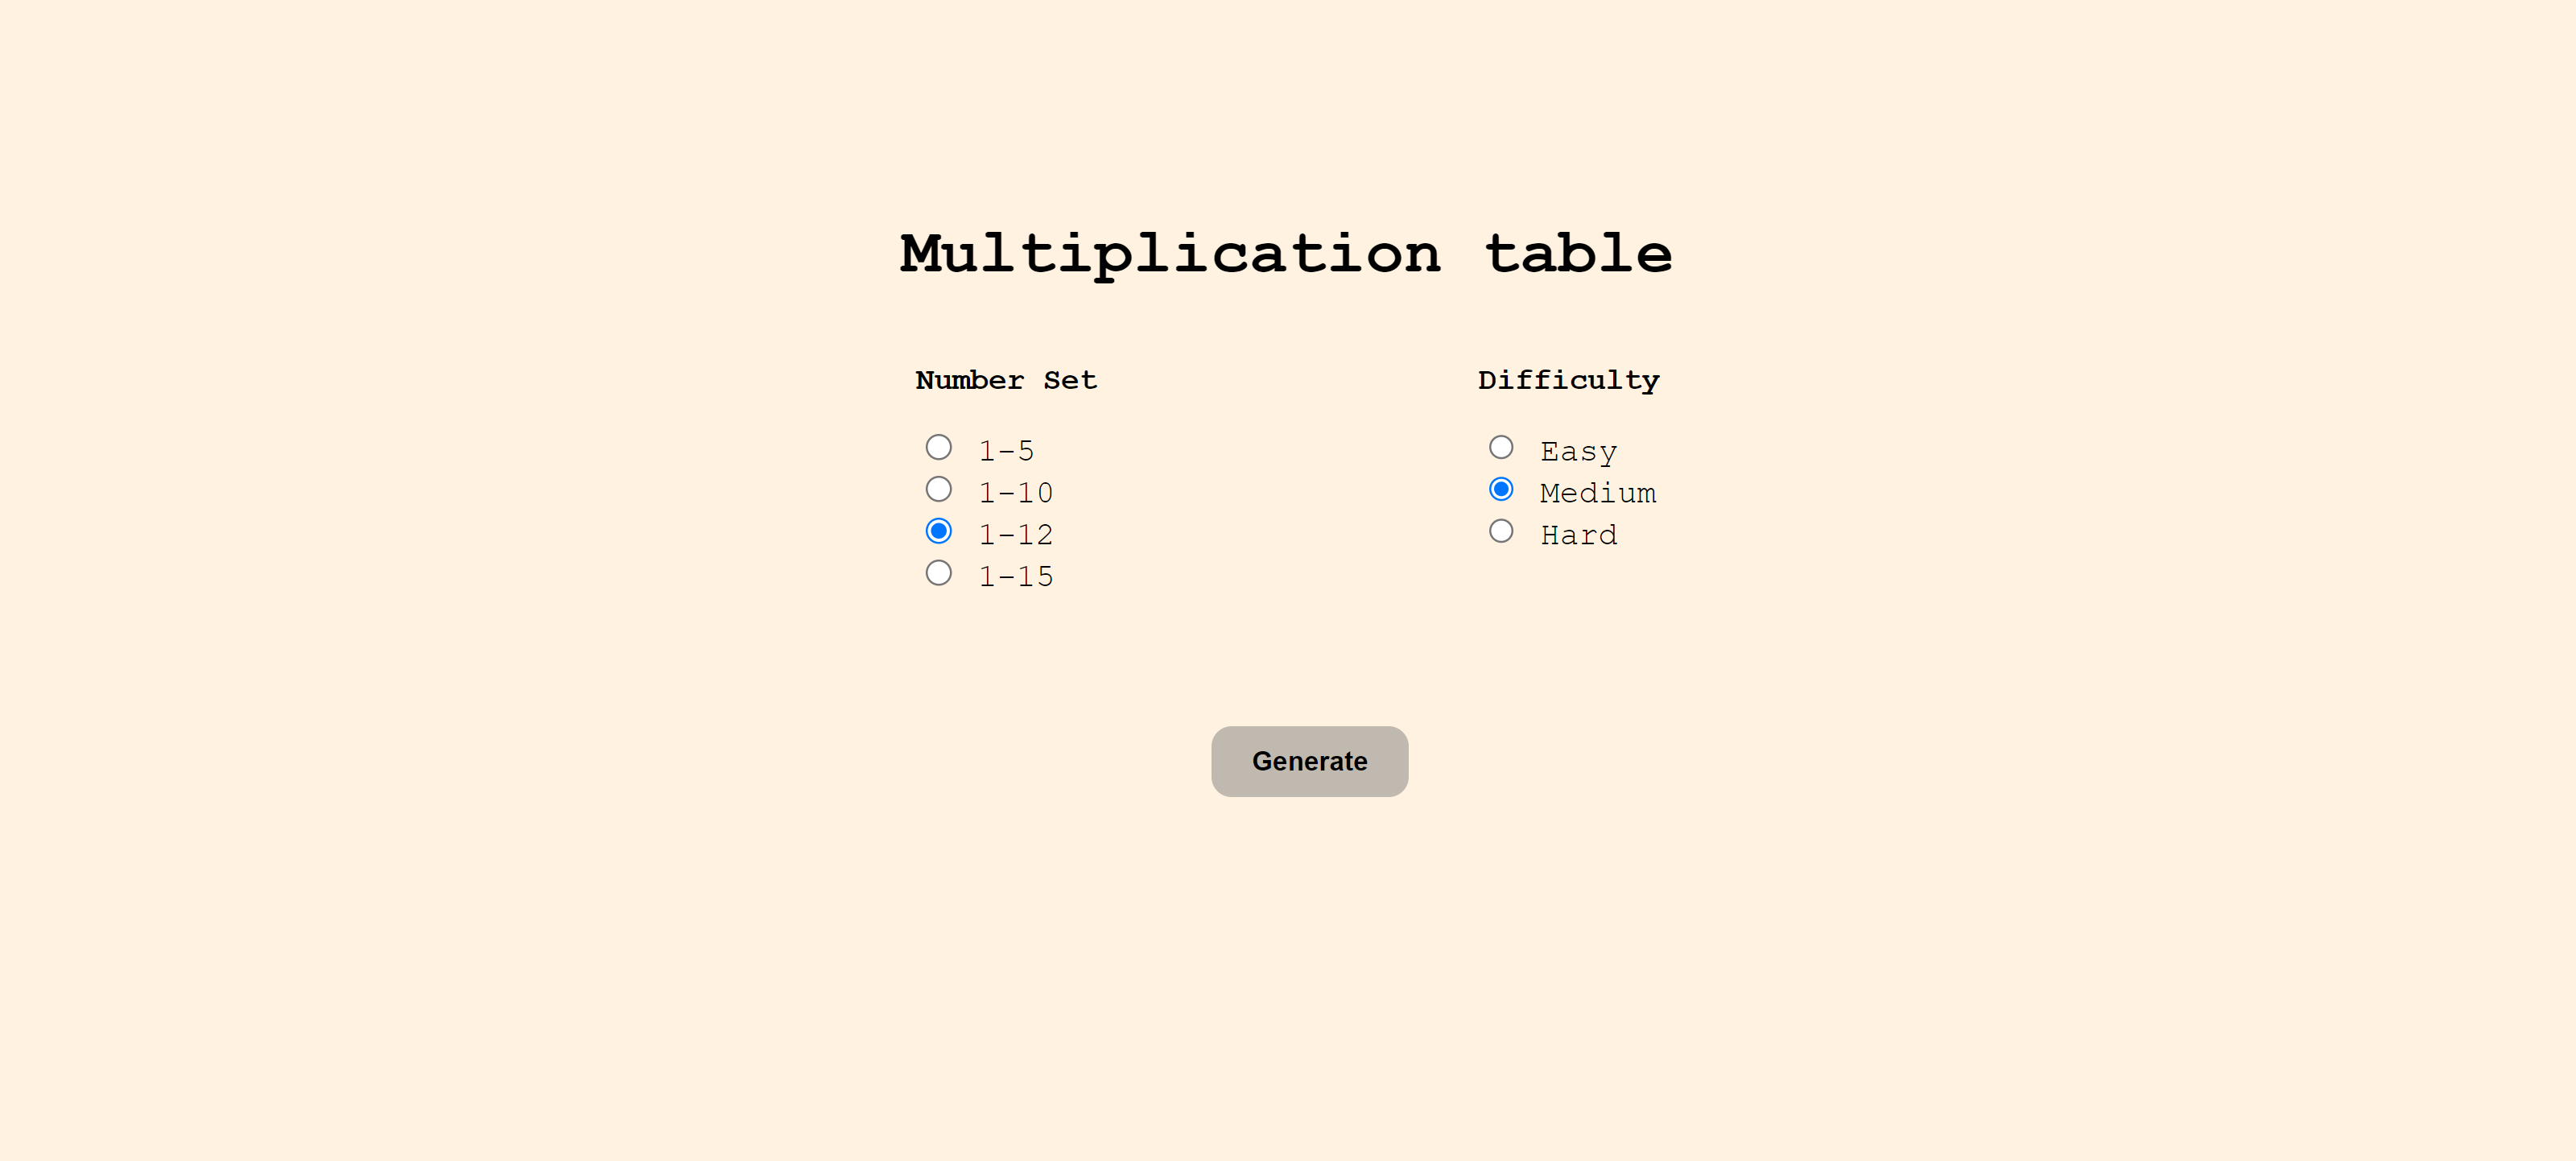 Multiplication table
Number Set
1-5
1-10
1-12
1-15
Difficulty
Easy
Medium
Hard
Generate